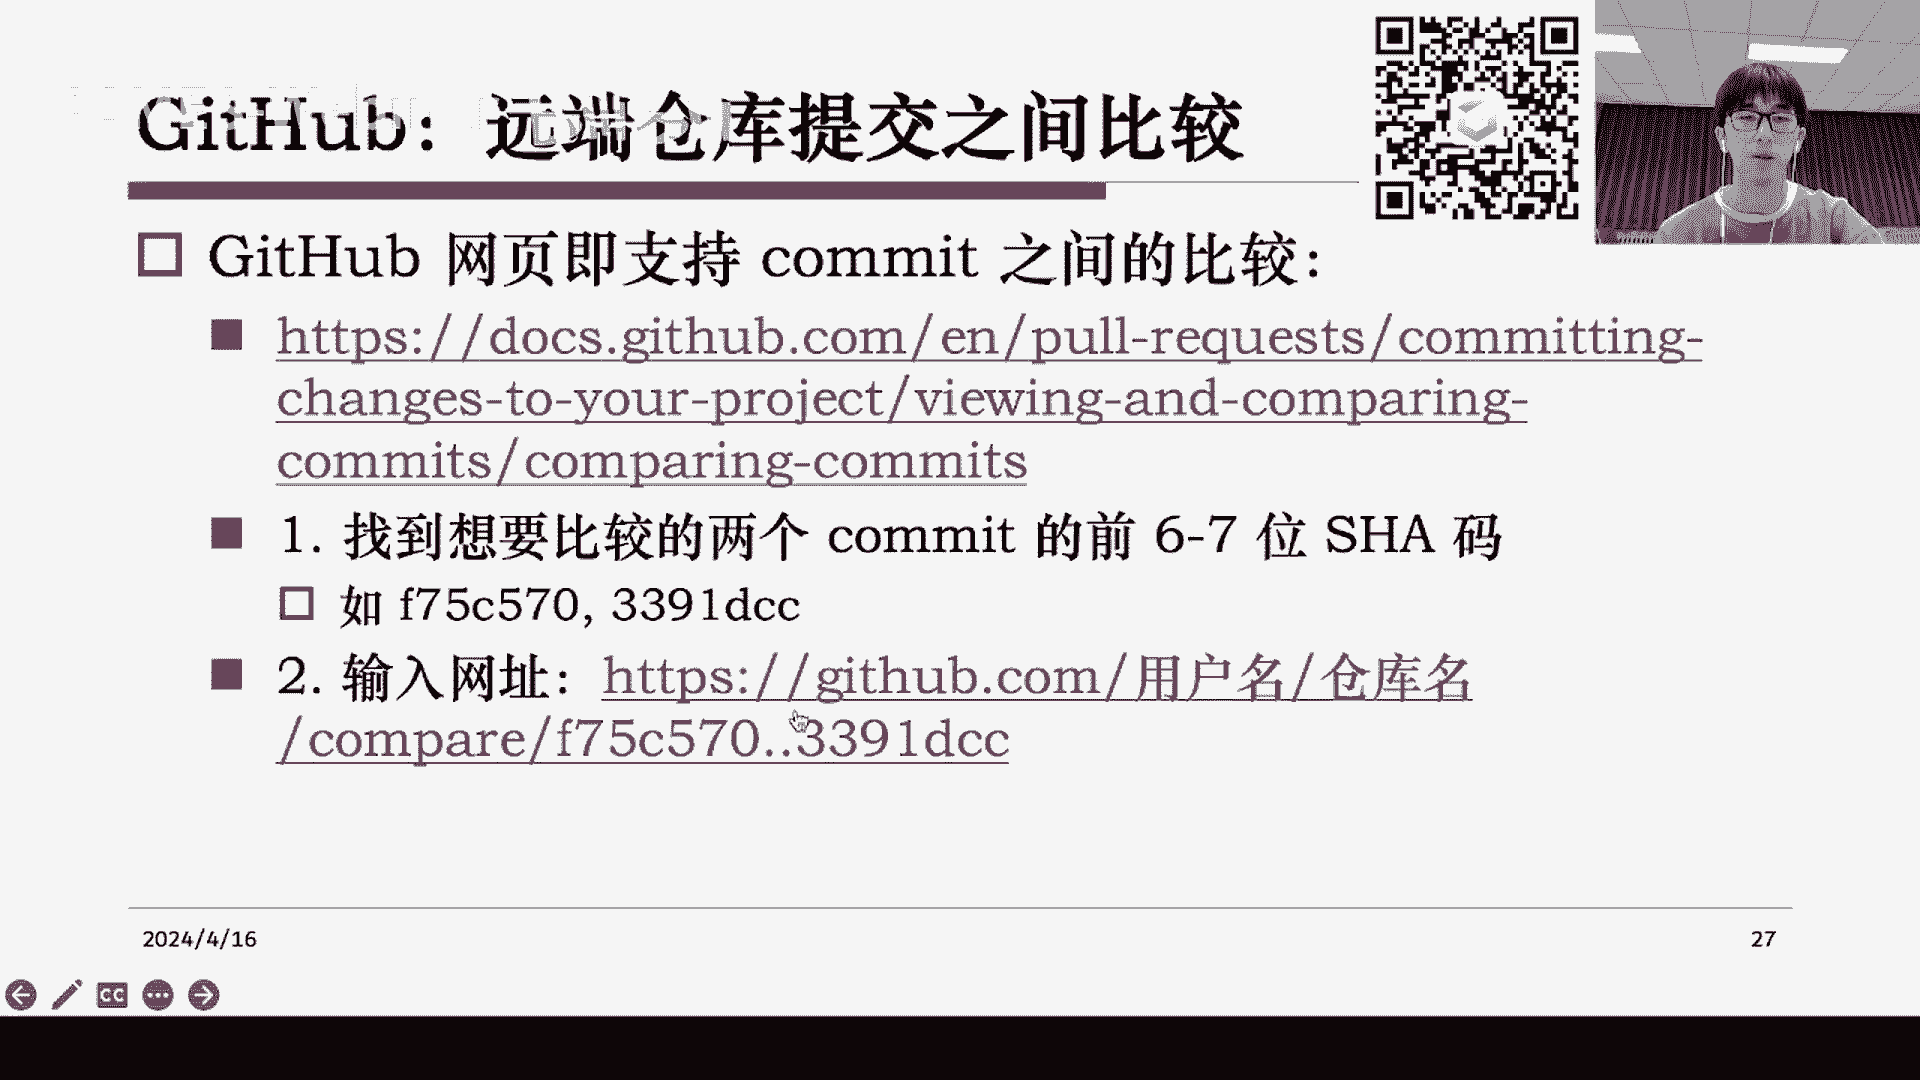 GitHub：远端仓库提交之间比较
GitHub 网页即支持 commit 之间的比较：
https://docs.github.com/en/pull-requests/committing-
changes-to-your-project/viewing-and-comparing-
commits/comparing-commits
1. 找到想要比较的两个 commit 的前 6-7 位 SHA 码
如 f75c570, 3391dcc
2. 输入网址：https://github.com/用户名/仓库名
/compare/f75c570..3391dcc
2024/4/16
27
CC